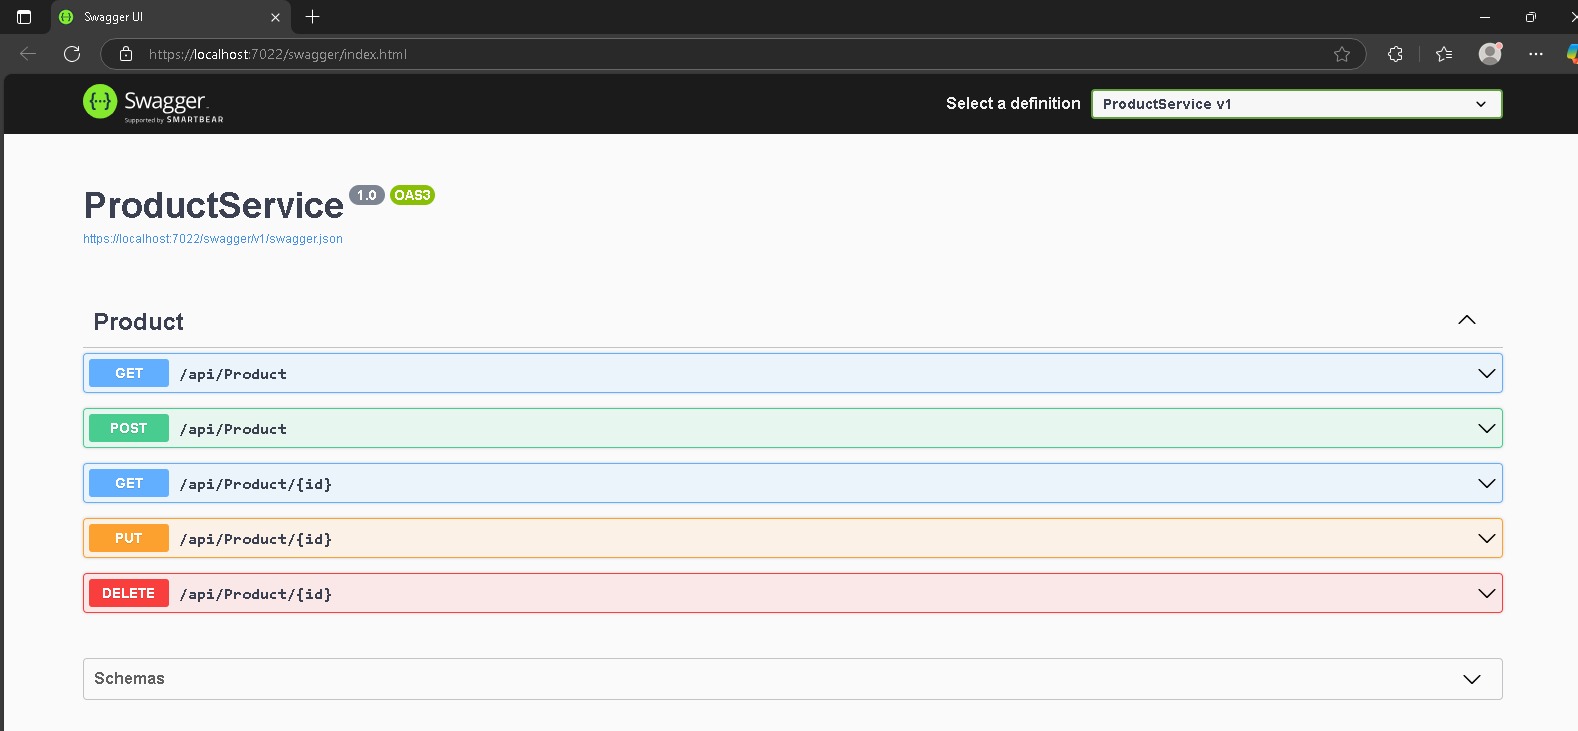 Swagger UI
https://localhost:7022/swagger/index.html
{...} Swagger.
Supported by SMARTBEAR
Select a definition
ProductService v1
ProductService 1.0 OAS3
https://localhost:7022/swagger/v1/swagger.json
Product
GET /api/Product
POST /api/Product
GET /api/Product/{id}
PUT /api/Product/{id}
DELETE /api/Product/{id}
Schemas